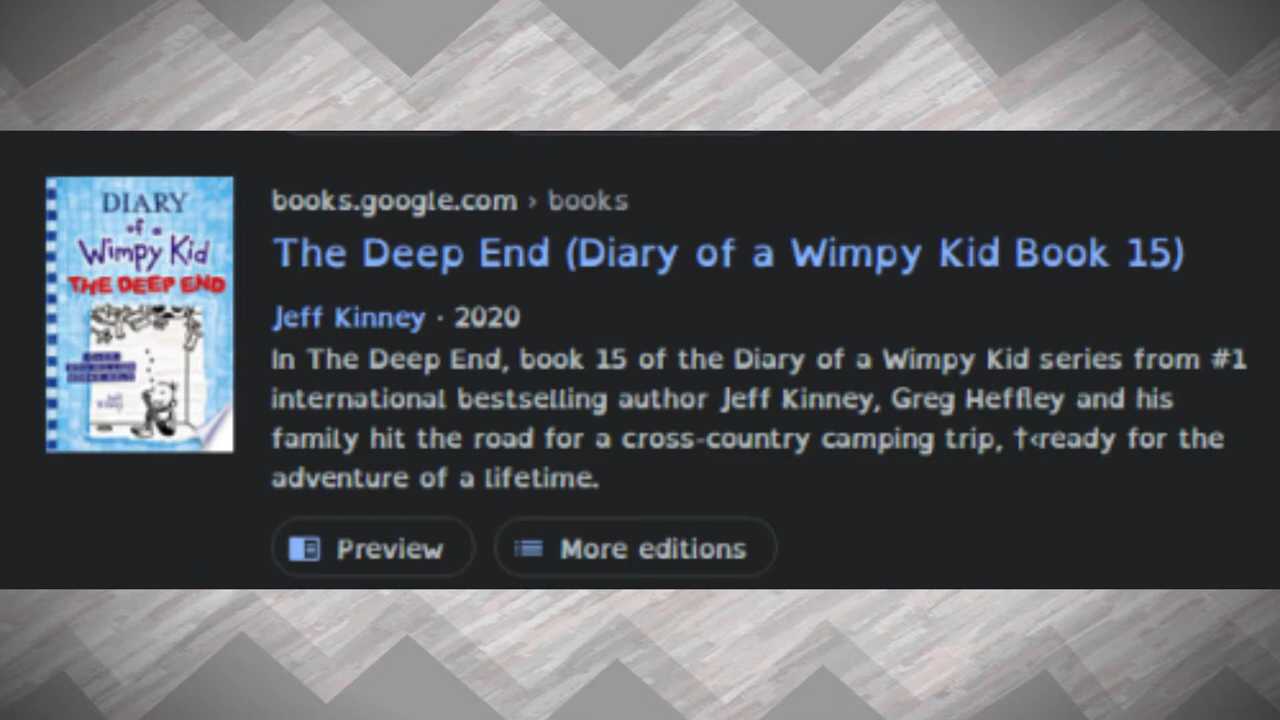 DIARY
of a
Wimpy Kid
THE DEEP END
books.google.com › books
The Deep End (Diary of a Wimpy Kid Book 15)
Jeff Kinney · 2020
In The Deep End, book 15 of the Diary of a Wimpy Kid series from #1
international bestselling author Jeff Kinney, Greg Heffley and his
family hit the road for a cross-country camping trip, †‹ready for the
adventure of a lifetime.
Preview
More editions